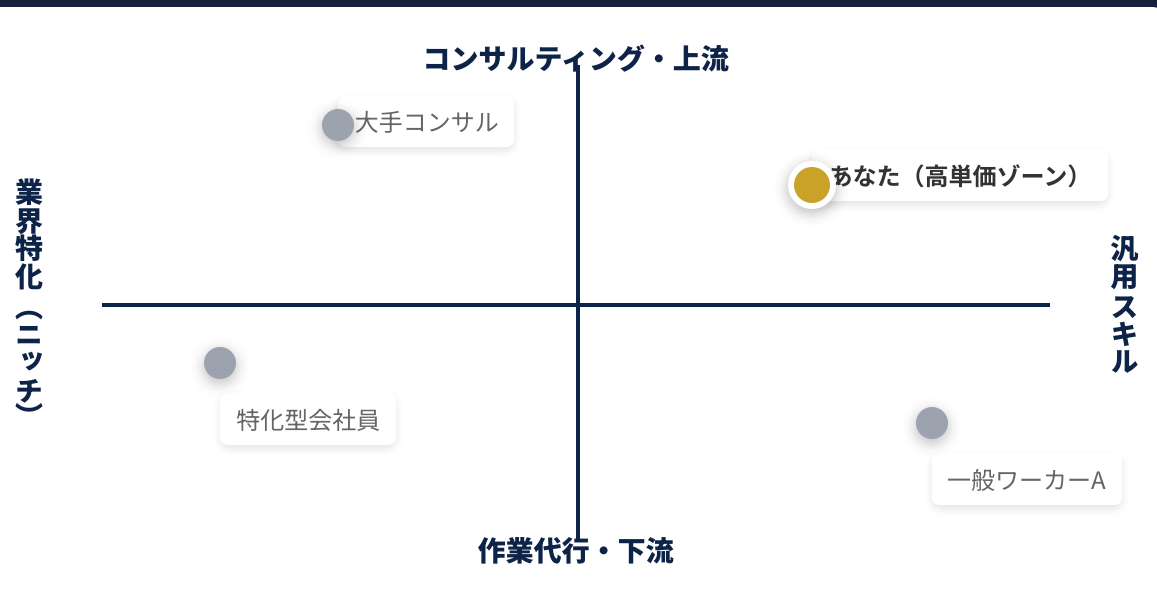 コンサルティング・上流
大手コンサル
あなた（高単価ゾーン）
業界特化（ニッチ）
汎用スキル
特化型会社員
一般ワーカーA
作業代行・下流